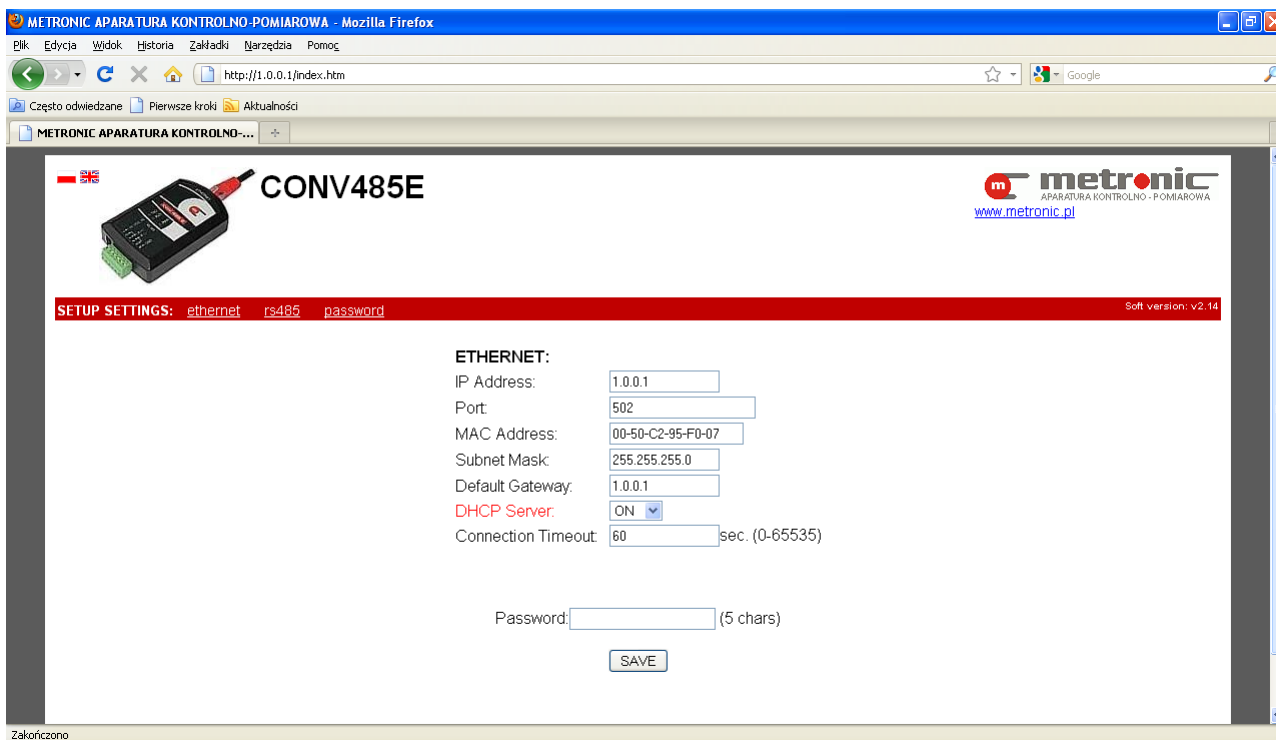 METRONIC APARATURA KONTROLNO-POMIAROWA - Mozilla Firefox
Plik Edycja Widok Historia Zakładki Narzędzia Pomoc
http://1.0.0.1/index.htm Google
Często odwiedzane Pierwsze kroki Aktualności
METRONIC APARATURA KONTROLNO-...
CONV485E
m metronic
APARATURA KONTROLNO - POMIAROWA
www.metronic.pl
SETUP SETTINGS: ethernet rs485 password Soft version: v2.14
ETHERNET:
IP Address: 1.0.0.1
Port: 502
MAC Address: 00-50-C2-95-F0-07
Subnet Mask: 255.255.255.0
Default Gateway: 1.0.0.1
DHCP Server: ON
Connection Timeout: 60 sec. (0-65535)
Password: (5 chars)
SAVE
Zakończono